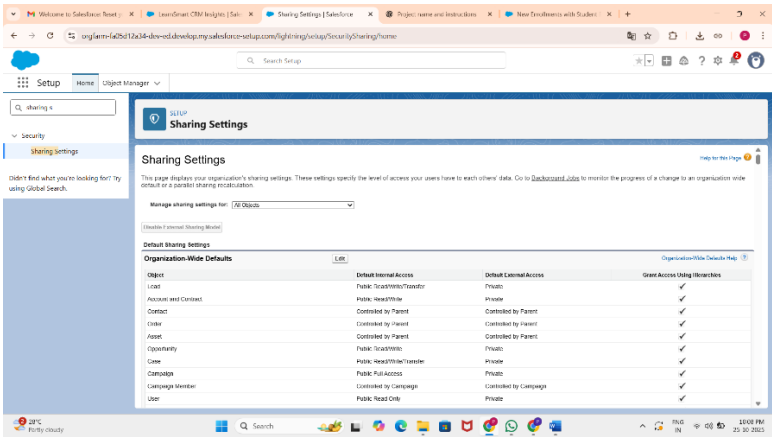 Welcome to Salesforce: Reset y
LearnSmart CRM Insights | Sale
Sharing Settings | Salesforce
Project name and instructions
New Enrollments with Student
orgfarm-fa05d12a34-dev-ed.develop.my.salesforce-setup.com/lightning/setup/SecuritySharing/home
Search Setup
Setup
Home
Object Manager
sharing s
Security
Sharing Settings
Didn't find what you're looking for? Try
using Global Search.
SETUP
Sharing Settings
Sharing Settings
Help for this Page
This page displays your organization's sharing settings. These settings specify the level of access your users have to each others' data. Go to Background Jobs to monitor the progress of a change to an organization wide
default or a parallel sharing recalculation.
Manage sharing settings for: All Objects
Disable External Sharing Model
Default Sharing Settings
Organization-Wide Defaults Edit Organization-Wide Defaults Help
Object Default Internal Access Default External Access Grant Access Using Hierarchies
Lead Public Read/Write/Transfer Private ✓
Account and Contract Public Read/Write Private ✓
Contact Controlled by Parent Controlled by Parent ✓
Order Controlled by Parent Controlled by Parent ✓
Asset Controlled by Parent Controlled by Parent ✓
Opportunity Public Read/Write Private ✓
Case Public Read/Write/Transfer Private ✓
Campaign Public Full Access Private ✓
Campaign Member Controlled by Campaign Controlled by Campaign ✓
User Public Read Only Private ✓
28°C
Partly cloudy
Search
ENG
IN
10:08 PM
25-10-2025